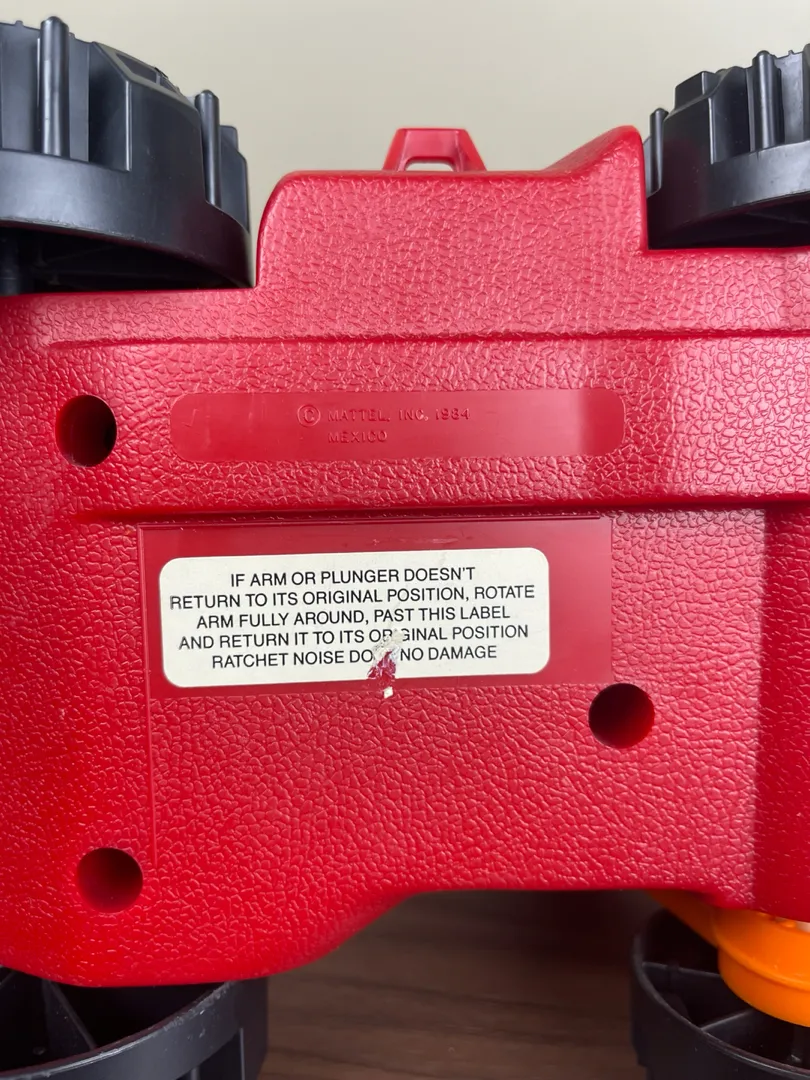 © MATTEL, INC. 1984
MEXICO
IF ARM OR PLUNGER DOESN'T
RETURN TO ITS ORIGINAL POSITION, ROTATE
ARM FULLY AROUND, PAST THIS LABEL
AND RETURN IT TO ITS ORIGINAL POSITION
RATCHET NOISE NO DAMAGE